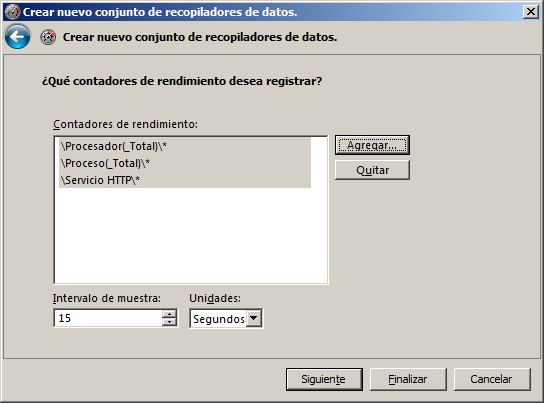 Crear nuevo conjunto de recopiladores de datos.
Crear nuevo conjunto de recopiladores de datos.
¿Qué contadores de rendimiento desea registrar?
Contadores de rendimiento:
\Procesador(_Total)\*
\Proceso(_Total)\*
\Servicio HTTP\*
Agregar...
Quitar
Intervalo de muestra:
Unidades:
15
Segundos
Siguiente
Finalizar
Cancelar